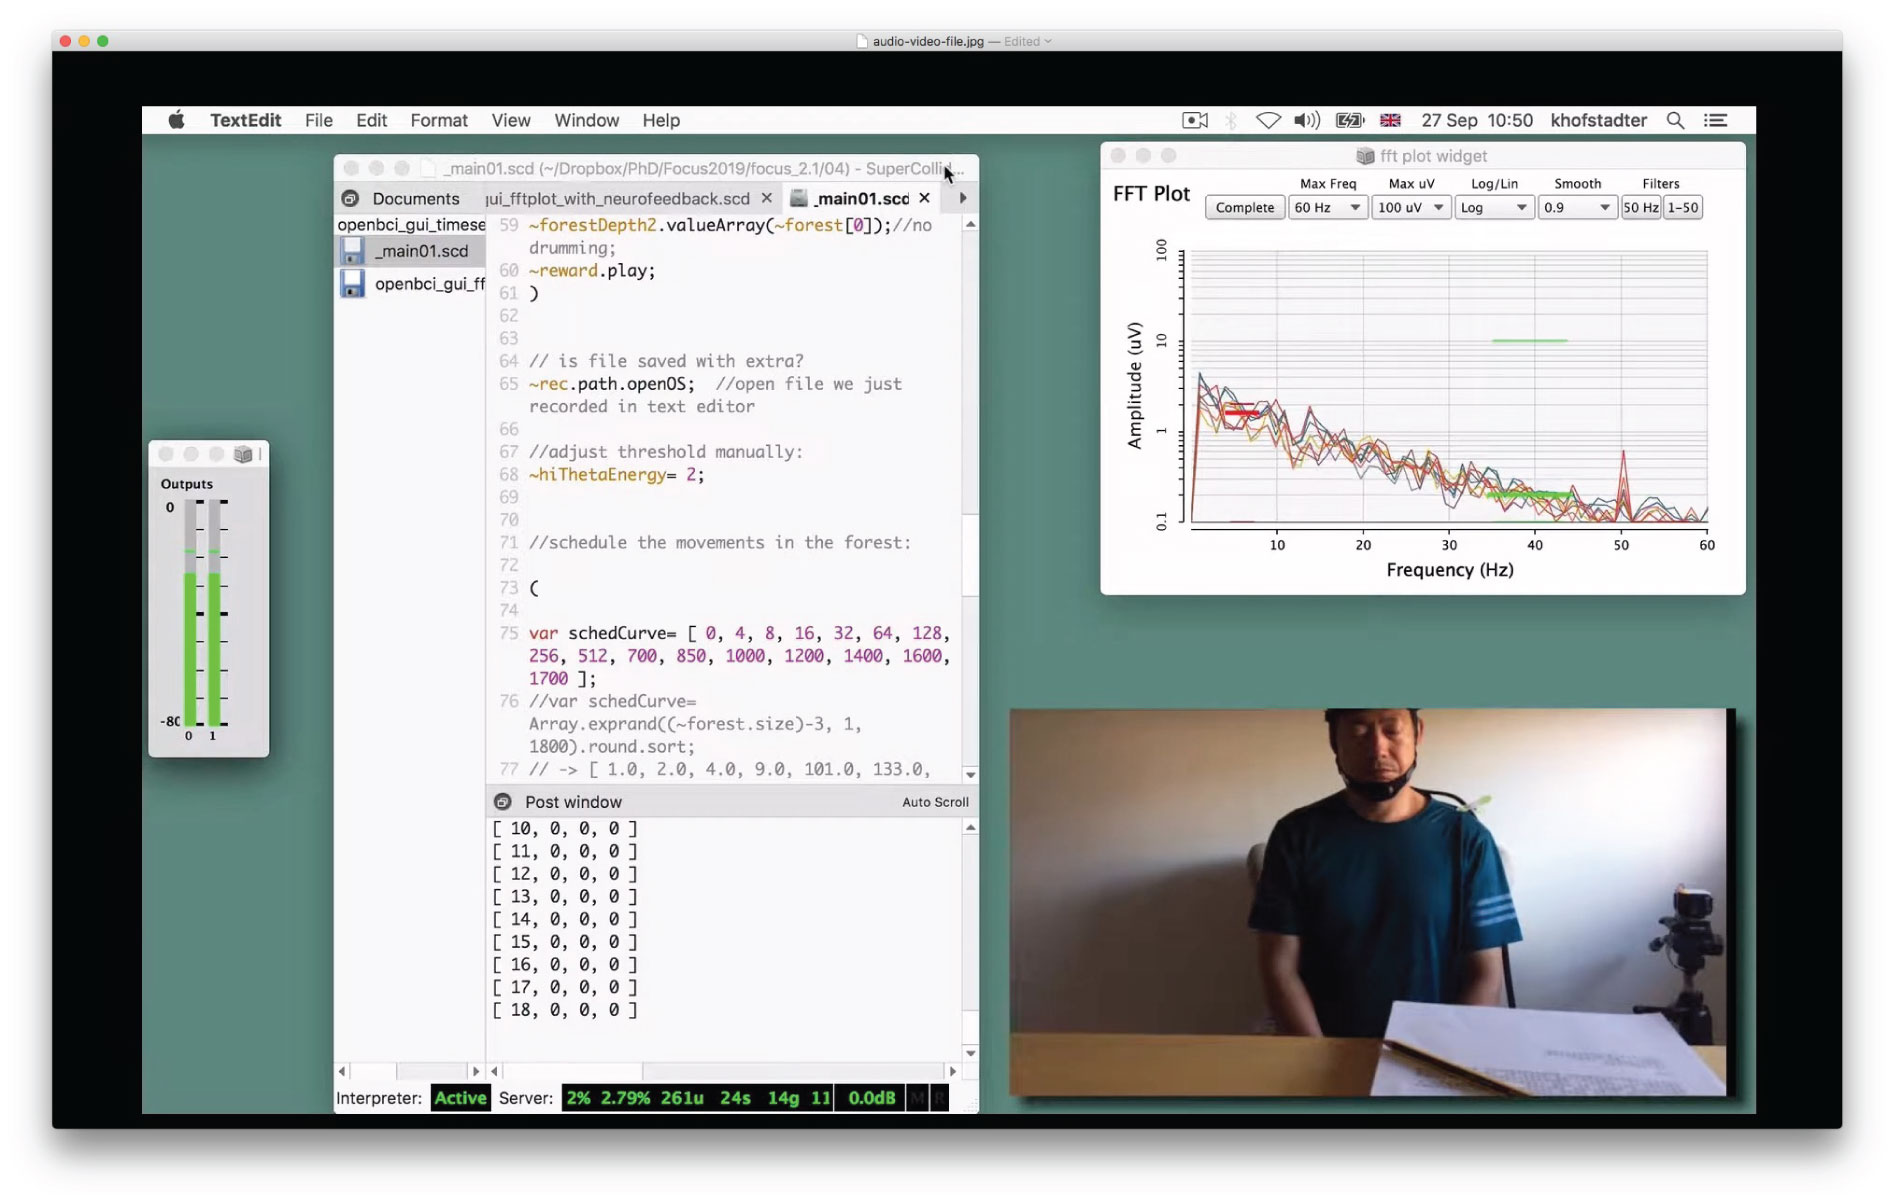 audio-video-file.jpg — Edited
TextEdit File Edit Format View Window Help
27 Sep 10:50 khofstadter
_main01.scd (~/Dropbox/PhD/Focus2019/focus_2.1/04) - SuperCollid...
Documents
openbci_gui_timese
_main01.scd
openbci_gui_ff
ui_fftplot_with_neurofeedback.scd
_main01.scd
59 ~forestDepth2.valueArray(~forest[0]);//no
drumming;
60 ~reward.play;
61 )
62
63
64 // is file saved with extra?
65 ~rec.path.openOS; //open file we just
recorded in text editor
66
67 //adjust threshold manually:
68 ~hiThetaEnergy= 2;
69
70
71 //schedule the movements in the forest:
72
73 (
74
75 var schedCurve= [ 0, 4, 8, 16, 32, 64, 128,
256, 512, 700, 850, 1000, 1200, 1400, 1600,
1700 ];
76 //var schedCurve=
Array.exprand((~forest.size)-3, 1,
1800).round.sort;
77 // -> [ 1.0, 2.0, 4.0, 9.0, 101.0, 133.0,
Post window
Auto Scroll
[ 10, 0, 0, 0 ]
[ 11, 0, 0, 0 ]
[ 12, 0, 0, 0 ]
[ 13, 0, 0, 0 ]
[ 14, 0, 0, 0 ]
[ 15, 0, 0, 0 ]
[ 16, 0, 0, 0 ]
[ 17, 0, 0, 0 ]
[ 18, 0, 0, 0 ]
Interpreter: Active Server: 2% 2.79% 261u 24s 14g 11 0.0dB M R
Outputs
0
-80
0 1
fft plot widget
FFT Plot
Max Freq Max uV Log/Lin Smooth Filters
Complete 60 Hz 100 uV Log 0.9 50 Hz 1-50
Amplitude (uV)
100
10
1
0.1
10 20 30 40 50 60
Frequency (Hz)